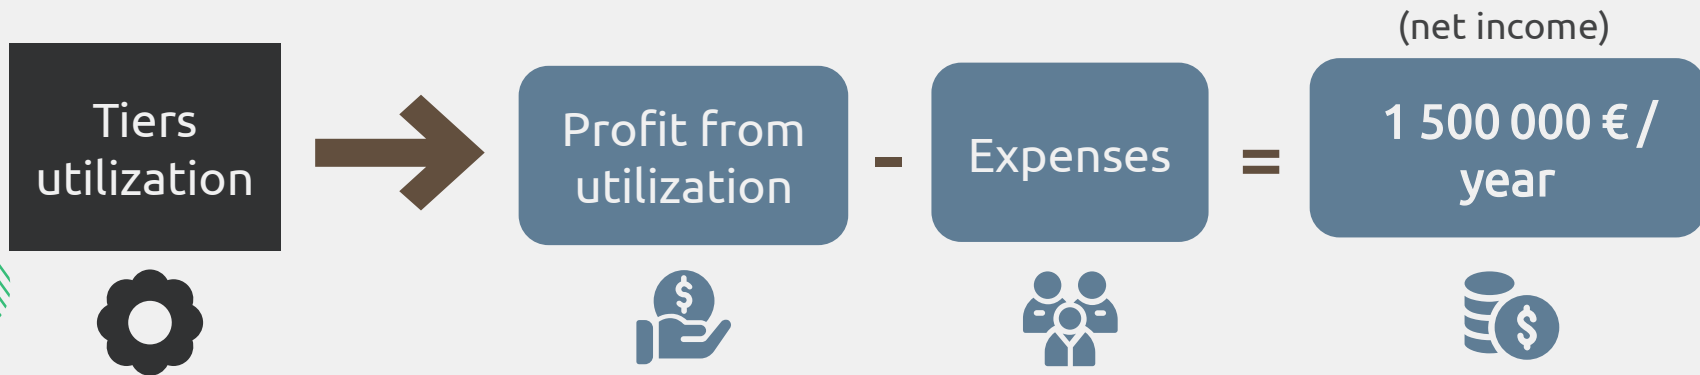 Tiers
utilization
Profit from
utilization
-
Expenses
=
(net income)
1 500 000 € /
year
$
$